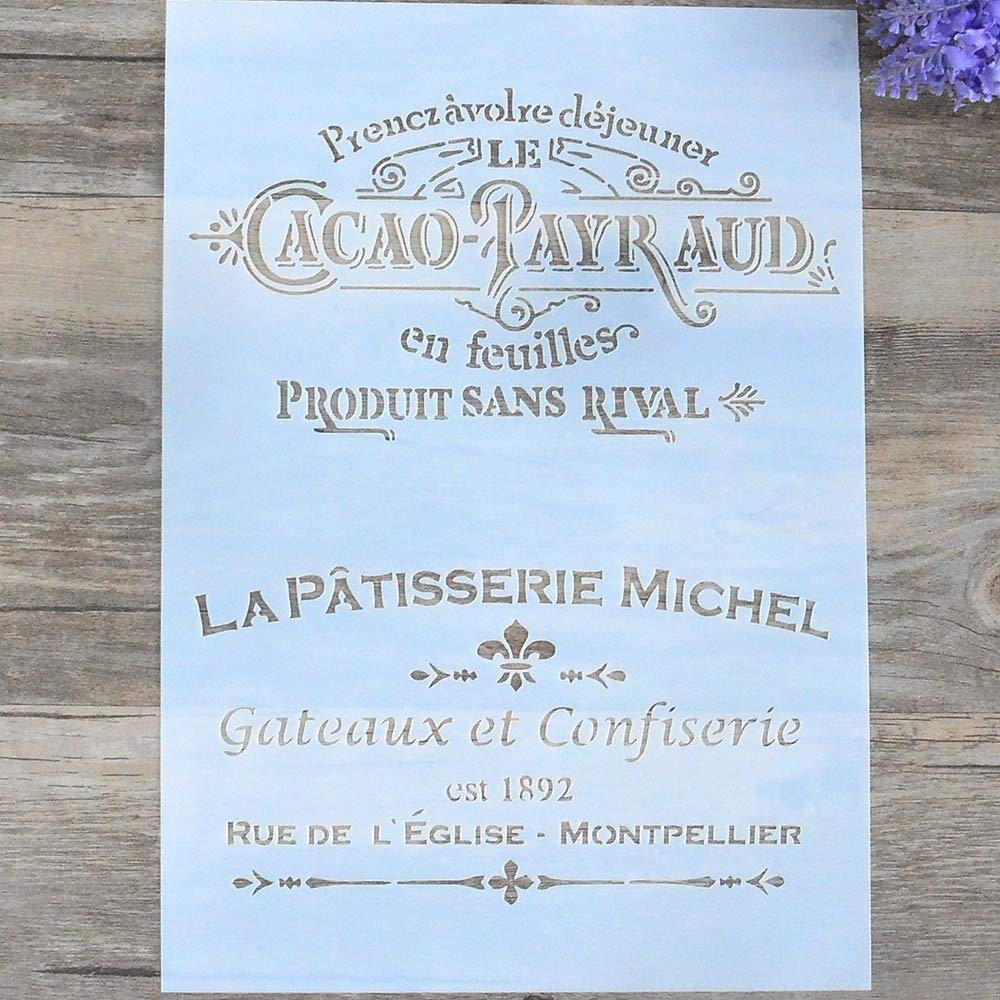 Prencz àvolre déjeuner
LE
CACAO-PAYRAUD
en feuilles
PRODUIT SANS RIVAL
LA PÂTISSERIE MICHEL
Gateaux et Confiserie
est 1892
RUE DE L'ÉGLISE - MONTPELLIER